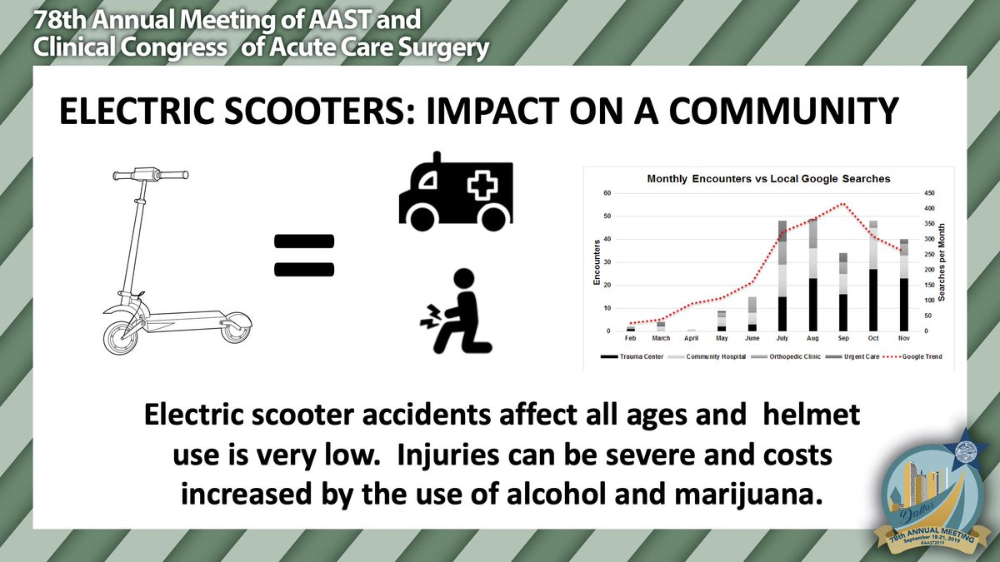 78th Annual Meeting of AAST and
Clinical Congress of Acute Care Surgery
ELECTRIC SCOOTERS: IMPACT ON A COMMUNITY
Monthly Encounters vs Local Google Searches
Encounters
60
50
40
30
20
10
0
450
400
350
300
250
200
150
100
50
0
Searches per Month
Feb March April May June July Aug Sep Oct Nov
Trauma Center Community Hospital Orthopedic Clinic Urgent Care Google Trend
Electric scooter accidents affect all ages and helmet
use is very low. Injuries can be severe and costs
increased by the use of alcohol and marijuana.
Dallas
78th ANNUAL MEETING
September 18-21, 2019
#AAST2019